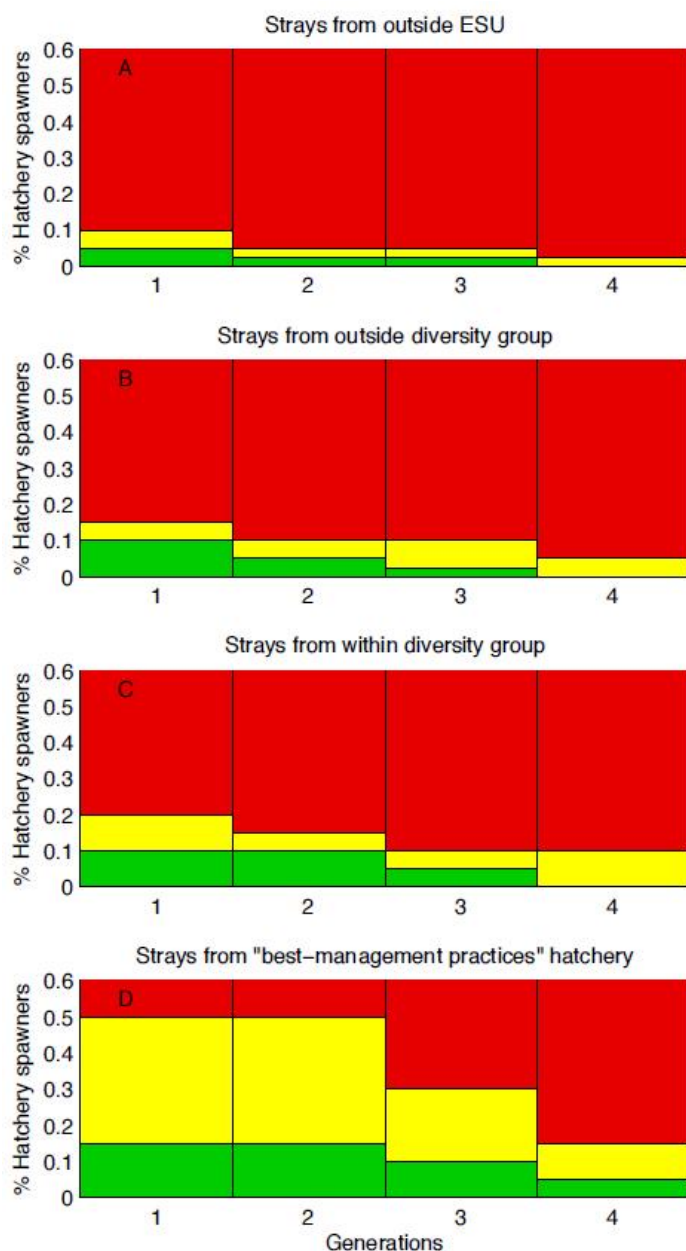 Strays from outside ESU
A
% Hatchery spawners
0.6
0.5
0.4
0.3
0.2
0.1
0
1 2 3 4
Strays from outside diversity group
B
% Hatchery spawners
0.6
0.5
0.4
0.3
0.2
0.1
0
1 2 3 4
Strays from within diversity group
C
% Hatchery spawners
0.6
0.5
0.4
0.3
0.2
0.1
0
1 2 3 4
Strays from "best−management practices" hatchery
D
% Hatchery spawners
0.6
0.5
0.4
0.3
0.2
0.1
0
1 2 3 4
Generations